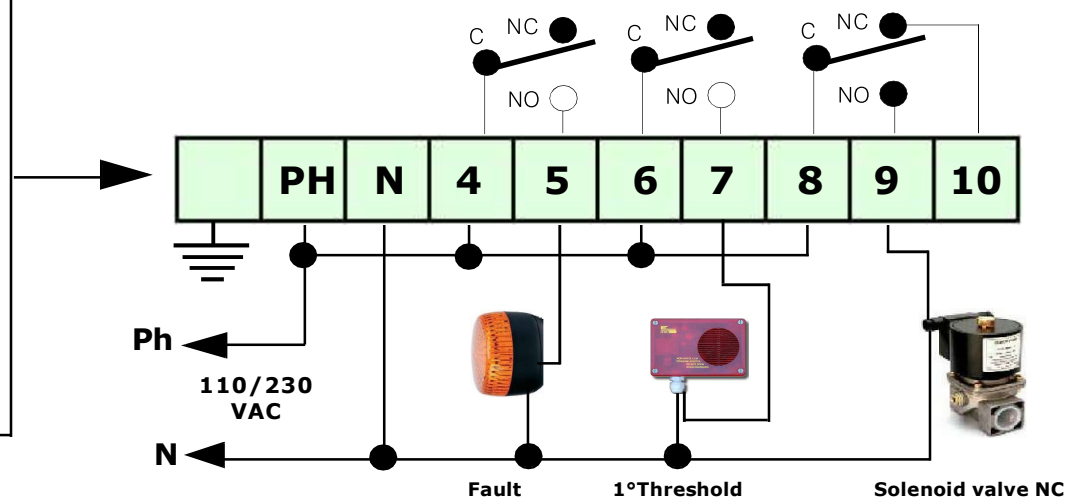 C NC C NC C NC
NO NO NO
PH N 4 5 6 7 8 9 10
Ph
110/230
VAC
N
Fault 1°Threshold Solenoid valve NC